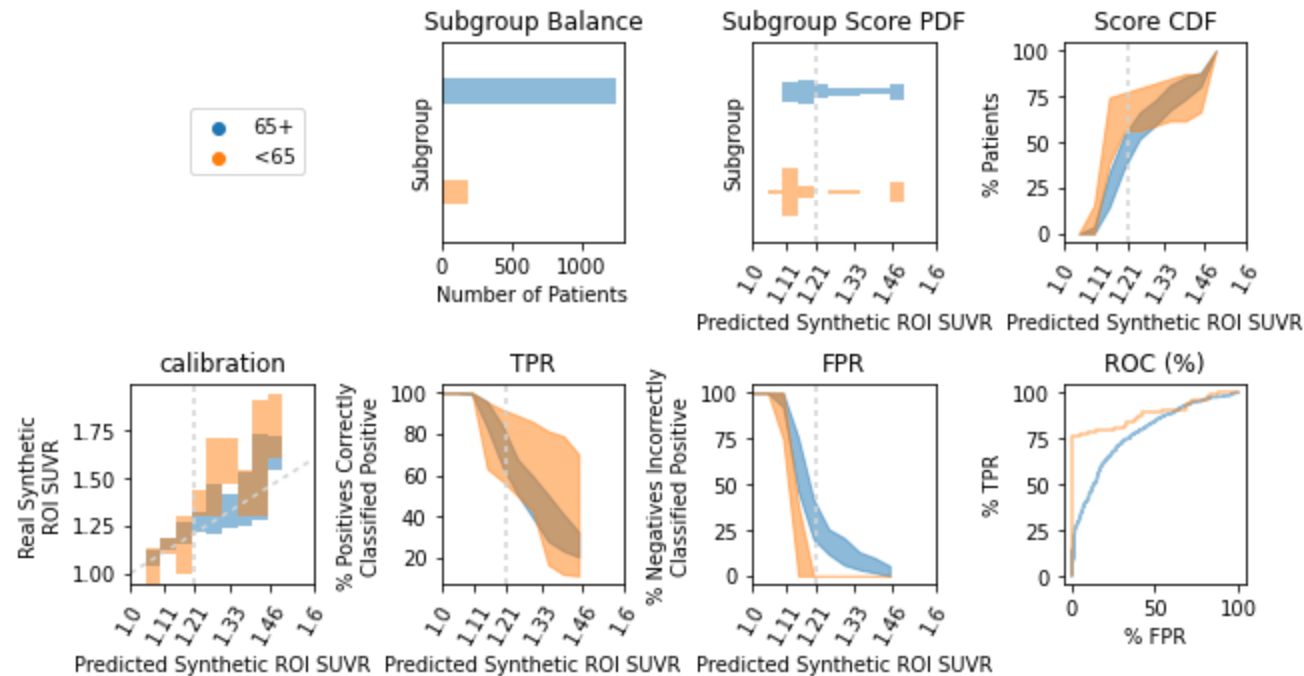 65+
<65
Subgroup Balance
Subgroup
0 500 1000
Number of Patients
Subgroup Score PDF
Subgroup
1.0 1.11 1.21 1.33 1.46 1.6
Predicted Synthetic ROI SUVR
Score CDF
% Patients
100
75
50
25
0
1.0 1.11 1.21 1.33 1.46 1.6
Predicted Synthetic ROI SUVR
calibration
Real Synthetic
ROI SUVR
1.75
1.50
1.25
1.00
1.0 1.11 1.21 1.33 1.46 1.6
Predicted Synthetic ROI SUVR
TPR
% Positives Correctly
Classified Positive
100
80
60
40
20
1.0 1.11 1.21 1.33 1.46 1.6
Predicted Synthetic ROI SUVR
FPR
% Negatives Incorrectly
Classified Positive
100
75
50
25
0
1.0 1.11 1.21 1.33 1.46 1.6
Predicted Synthetic ROI SUVR
ROC (%)
% TPR
100
75
50
25
0
0 50 100
% FPR